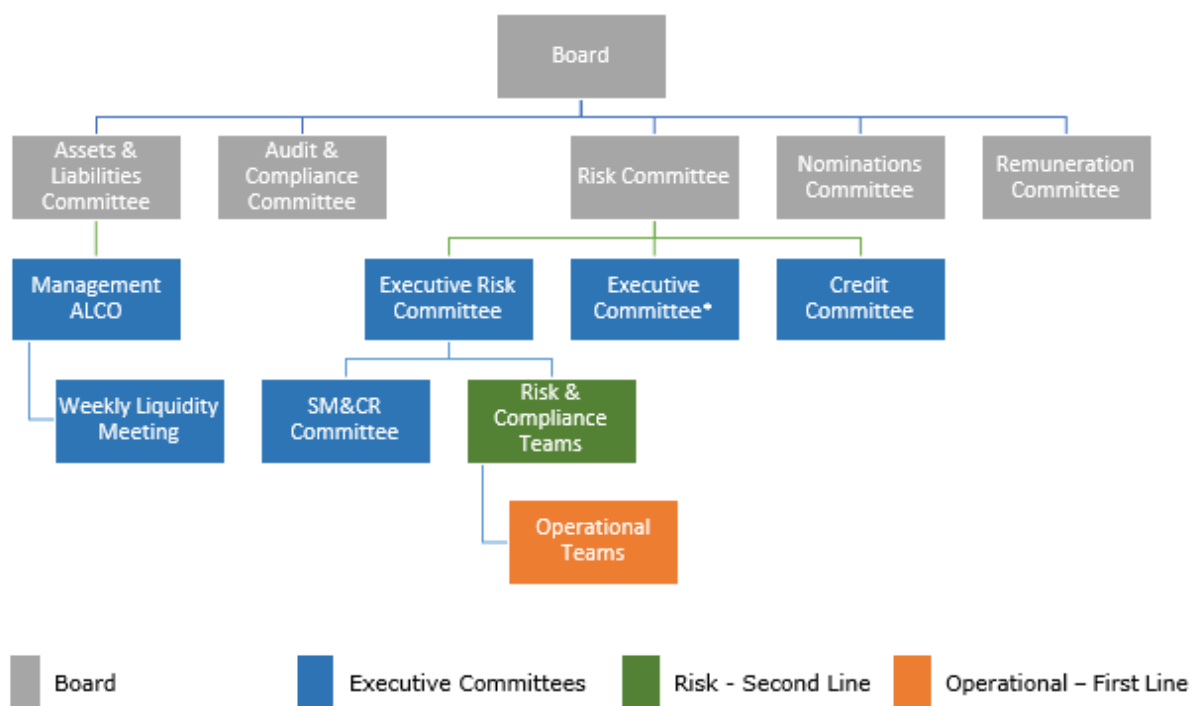 Board
Assets &
Liabilities
Committee
Audit &
Compliance
Committee
Risk Committee
Nominations
Committee
Remuneration
Committee
Management
ALCO
Executive Risk
Committee
Executive
Committee*
Credit
Committee
Weekly Liquidity
Meeting
SM&CR
Committee
Risk &
Compliance
Teams
Operational
Teams
Board
Executive Committees
Risk - Second Line
Operational – First Line